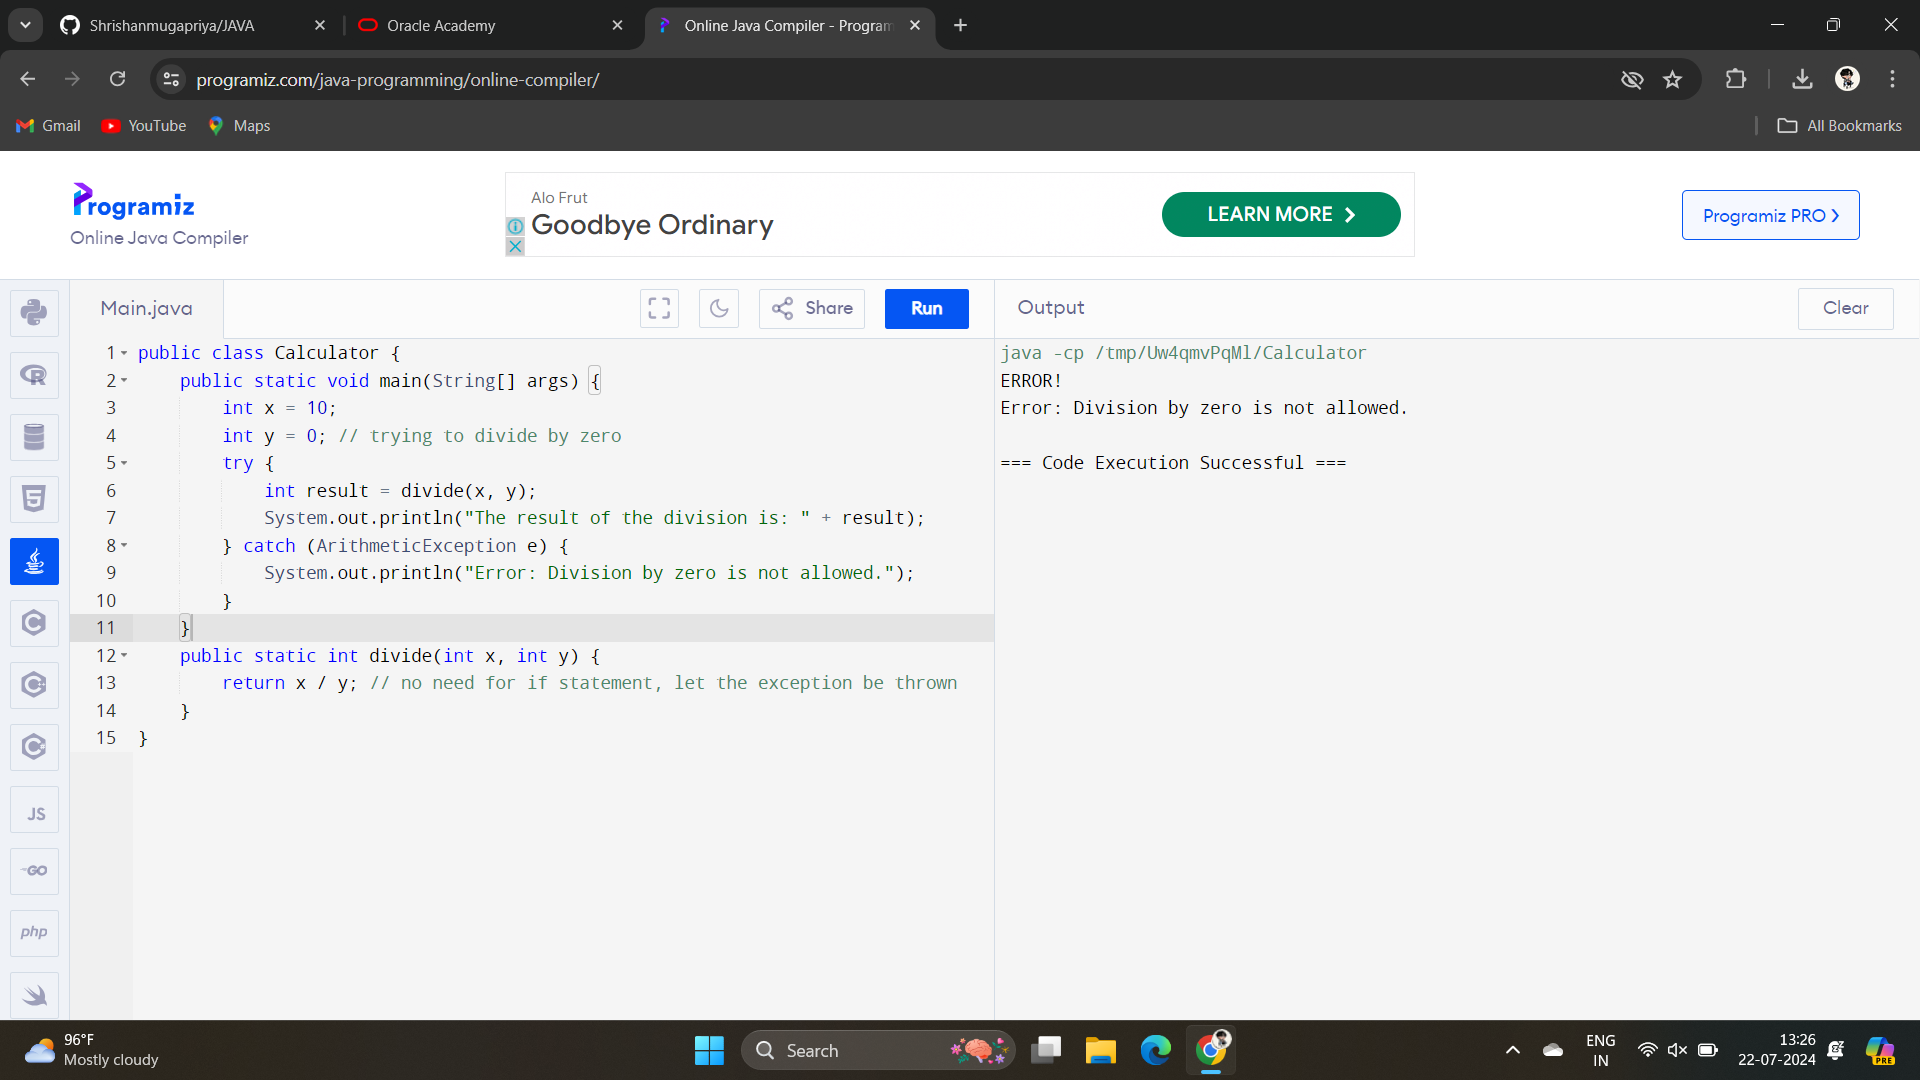 Shrishanmugapriya/JAVA
Oracle Academy
Online Java Compiler - Program
programiz.com/java-programming/online-compiler/
Gmail
YouTube
Maps
All Bookmarks
Programiz
Online Java Compiler
Alo Frut
Goodbye Ordinary
LEARN MORE
Programiz PRO
Main.java
Share
Run
Output
Clear
1 public class Calculator {
2 public static void main(String[] args) {
3 int x = 10;
4 int y = 0; // trying to divide by zero
5 try {
6 int result = divide(x, y);
7 System.out.println("The result of the division is: " + result);
8 } catch (ArithmeticException e) {
9 System.out.println("Error: Division by zero is not allowed.");
10 }
11 }
12 public static int divide(int x, int y) {
13 return x / y; // no need for if statement, let the exception be thrown
14 }
15 }
java -cp /tmp/Uw4qmvPqMl/Calculator
ERROR!
Error: Division by zero is not allowed.
=== Code Execution Successful ===
JS
GO
php
96°F
Mostly cloudy
Search
ENG
IN
13:26
22-07-2024
PRE